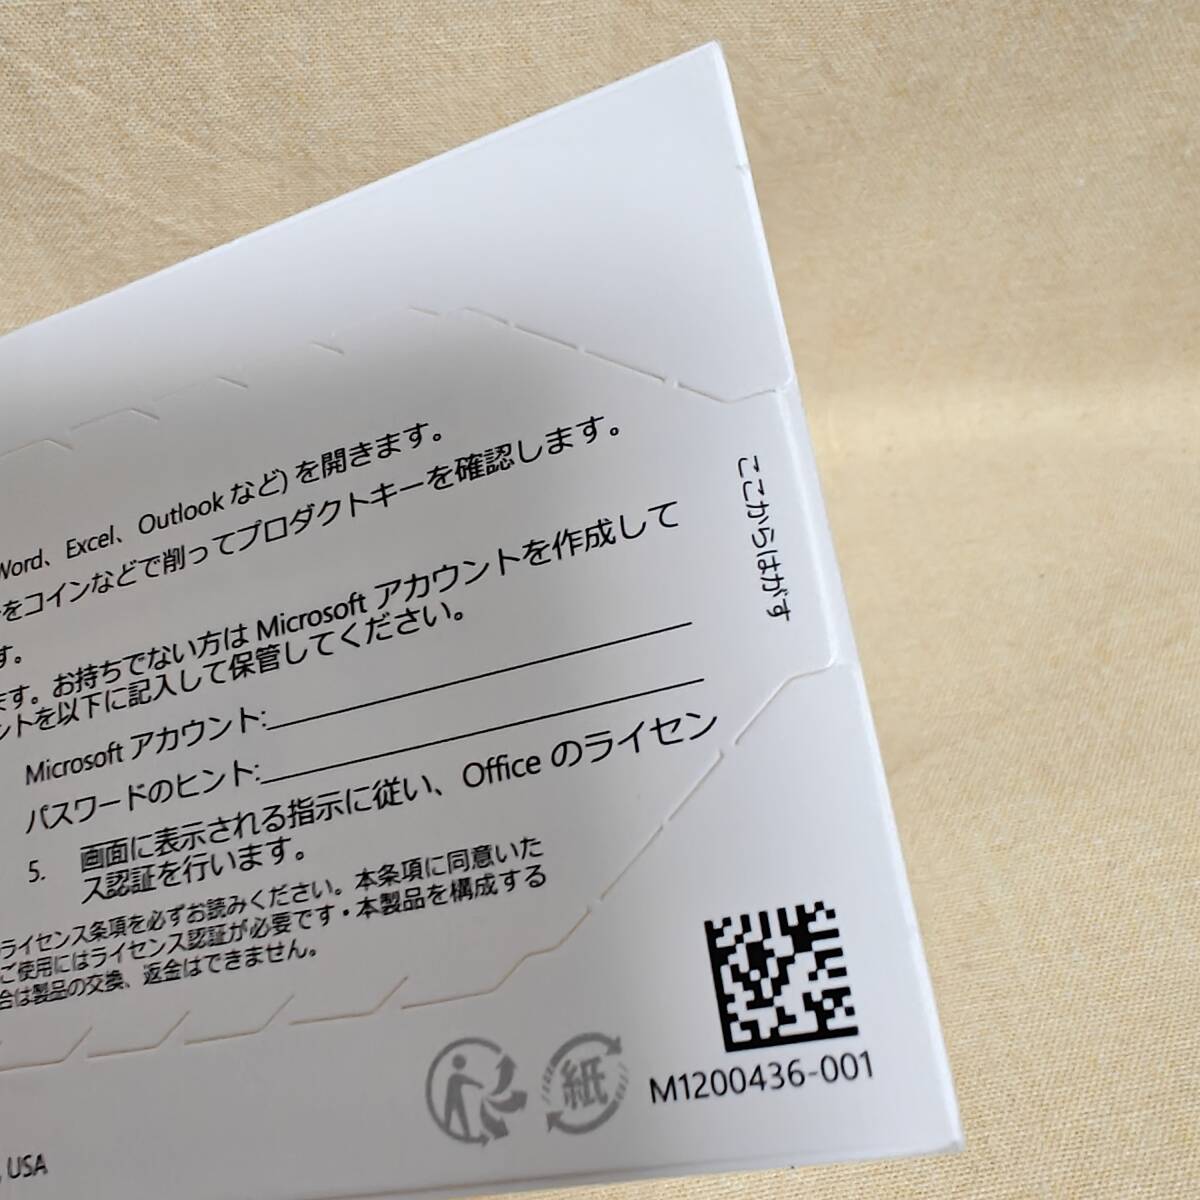 Word、Excel、Outlook など) を開きます。
をコインなどで削ってプロダクトキーを確認します。
す。
ます。お持ちでない方は Microsoft アカウントを作成して
ントを以下に記入して保管してください。
Microsoft アカウント:
パスワードのヒント:
5. 画面に表示される指示に従い、Office のライセン
ス認証を行います。
ライセンス条項を必ずお読みください。本条項に同意いた
ご使用にはライセンス認証が必要です・本製品を構成する
合は製品の交換、返金はできません。
ここからはがす
紙
M1200436-001
, USA